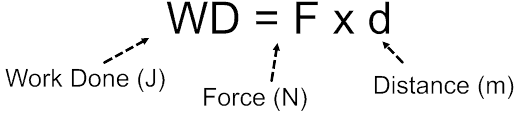 WD = F x d
Work Done (J)
Force (N)
Distance (m)